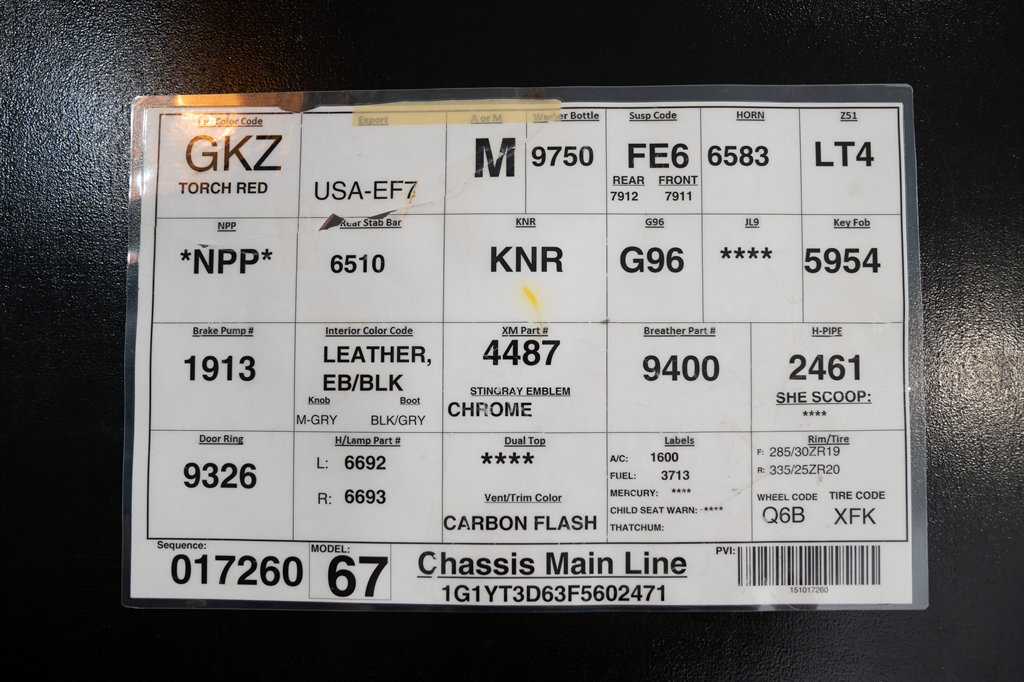 Color Code
GKZ
TORCH RED
Export
USA-EF7
A or M
M
Washer Bottle
9750
Susp Code
FE6
REAR FRONT
7912 7911
HORN
6583
Z51
LT4
NPP
*NPP*
Rear Stab Bar
6510
KNR
KNR
G96
G96
JL9
****
Key Fob
5954
Brake Pump #
1913
Interior Color Code
LEATHER,
EB/BLK
Knob Boot
M-GRY BLK/GRY
XM Part #
4487
STINGRAY EMBLEM
CHROME
Breather Part #
9400
H-PIPE
2461
SHE SCOOP:
****
Door Ring
9326
H/Lamp Part #
L: 6692
R: 6693
Dual Top
****
Vent/Trim Color
CARBON FLASH
Labels
A/C: 1600
FUEL: 3713
MERCURY: ****
CHILD SEAT WARN: ****
THATCHUM:
Rim/Tire
F: 285/30ZR19
R: 335/25ZR20
WHEEL CODE TIRE CODE
Q6B XFK
Sequence:
017260
MODEL:
67
Chassis Main Line
1G1YT3D63F5602471
PVI:
151017260